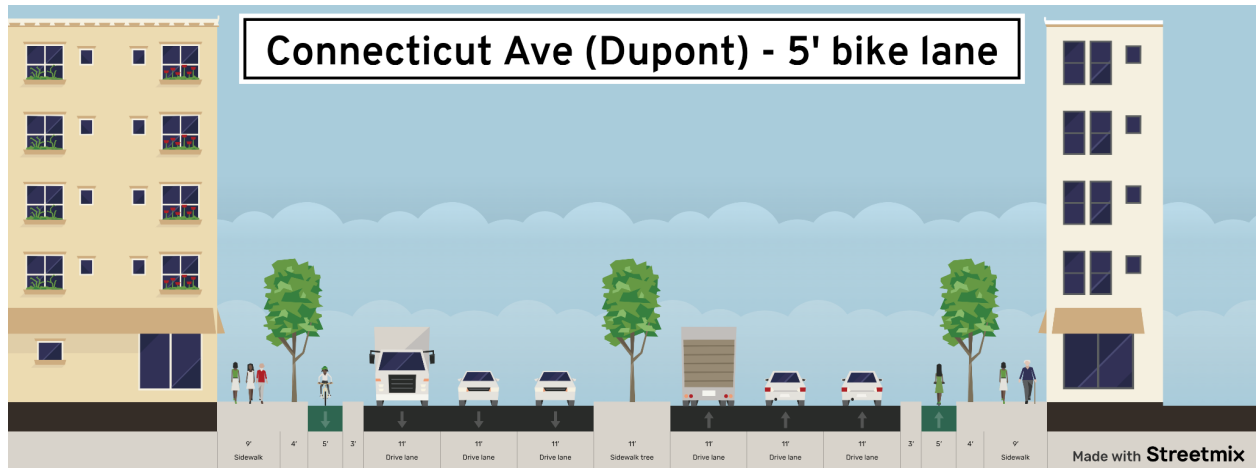 Connecticut Ave (Dupont) - 5' bike lane
9' 4' 5' 3' 11' 11' 11' 11' 11' 11' 11' 3' 5' 4' 9'
Sidewalk Drive lane Drive lane Drive lane Sidewalk tree Drive lane Drive lane Drive lane Sidewalk
Made with Streetmix